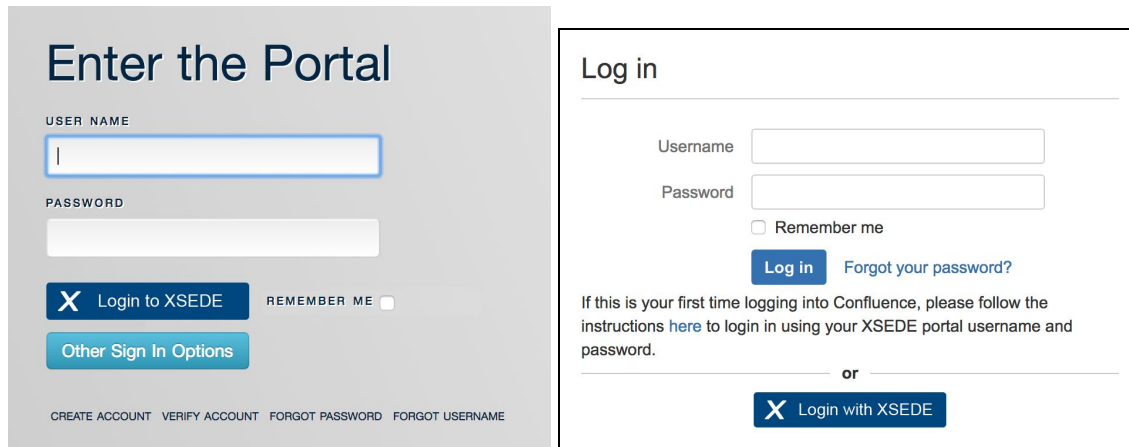 Enter the Portal
USER NAME
PASSWORD
X Login to XSEDE
REMEMBER ME
Other Sign In Options
CREATE ACCOUNT VERIFY ACCOUNT FORGOT PASSWORD FORGOT USERNAME
Log in
Username
Password
Remember me
Log in Forgot your password?
If this is your first time logging into Confluence, please follow the
instructions here to login in using your XSEDE portal username and
password.
or
X Login with XSEDE